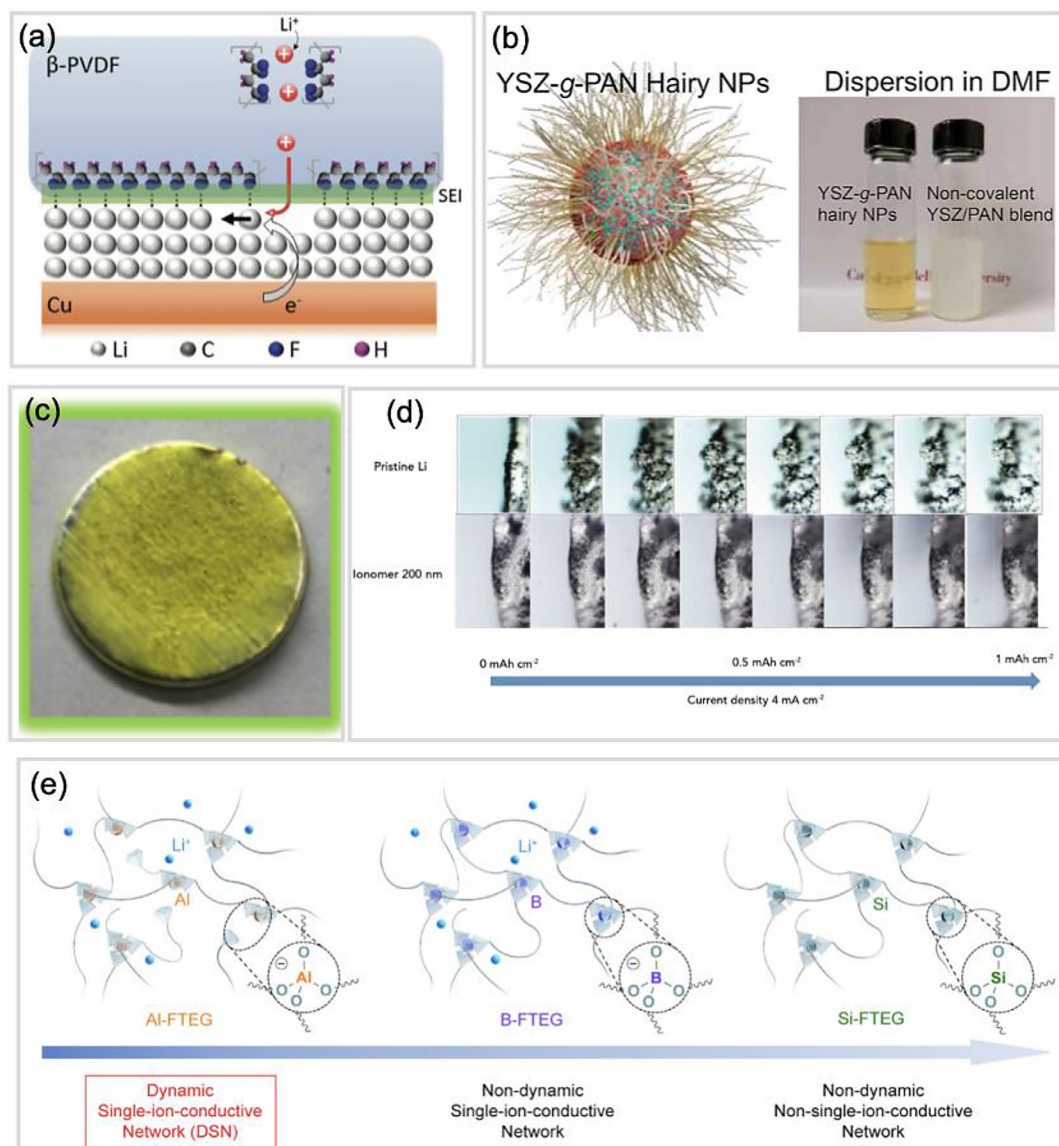 (a)
Li⁺
β-PVDF
SEI
Cu
e⁻
Li C F H
(b)
YSZ-g-PAN Hairy NPs
Dispersion in DMF
YSZ-g-PAN
hairy NPs
Non-covalent
YSZ/PAN blend
(c)
(d)
Pristine Li
Ionomer 200 nm
0 mAh cm⁻²
0.5 mAh cm⁻²
1 mAh cm⁻²
Current density 4 mA cm⁻²
(e)
Li⁺
Al
O
Al
O
O
O
Al-FTEG
Li⁺
B
O
B
O
O
O
B-FTEG
Si
O
Si
O
O
O
Si-FTEG
Dynamic
Single-ion-conductive
Network (DSN)
Non-dynamic
Single-ion-conductive
Network
Non-dynamic
Non-single-ion-conductive
Network